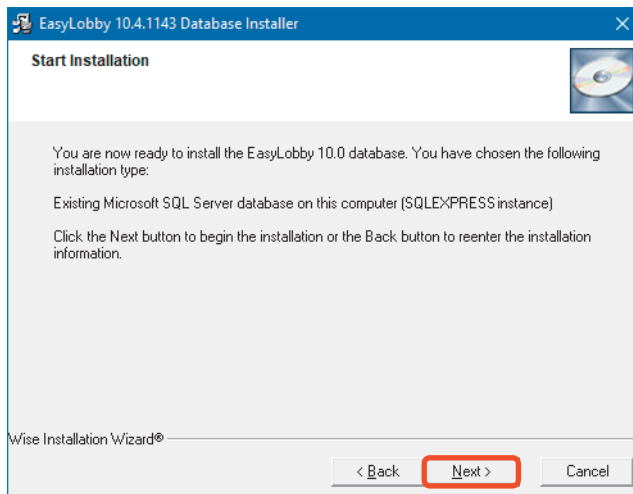 EasyLobby 10.4.1143 Database Installer
Start Installation
You are now ready to install the EasyLobby 10.0 database. You have chosen the following
installation type:
Existing Microsoft SQL Server database on this computer (SQLEXPRESS instance)
Click the Next button to begin the installation or the Back button to reenter the installation
information.
Wise Installation Wizard®
< Back Next > Cancel